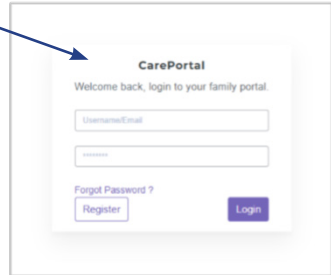 CarePortal
Welcome back, login to your family portal.
Username/Email
********
Forgot Password ?
Register
Login